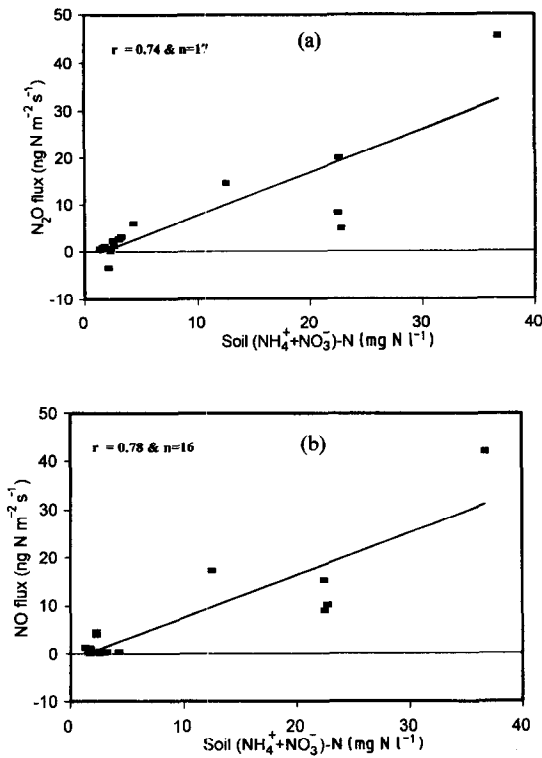 (a)
r = 0.74 & n=17
50
40
30
20
10
0
-10
N₂O flux (ng N m⁻² s⁻¹)
0 10 20 30 40
Soil (NH₄⁺+NO₃⁻)-N (mg N l⁻¹)
(b)
r = 0.78 & n=16
50
40
30
20
10
0
-10
NO flux (ng N m⁻² s⁻¹)
0 10 20 30 40
Soil (NH₄⁺+NO₃⁻)-N (mg N l⁻¹)